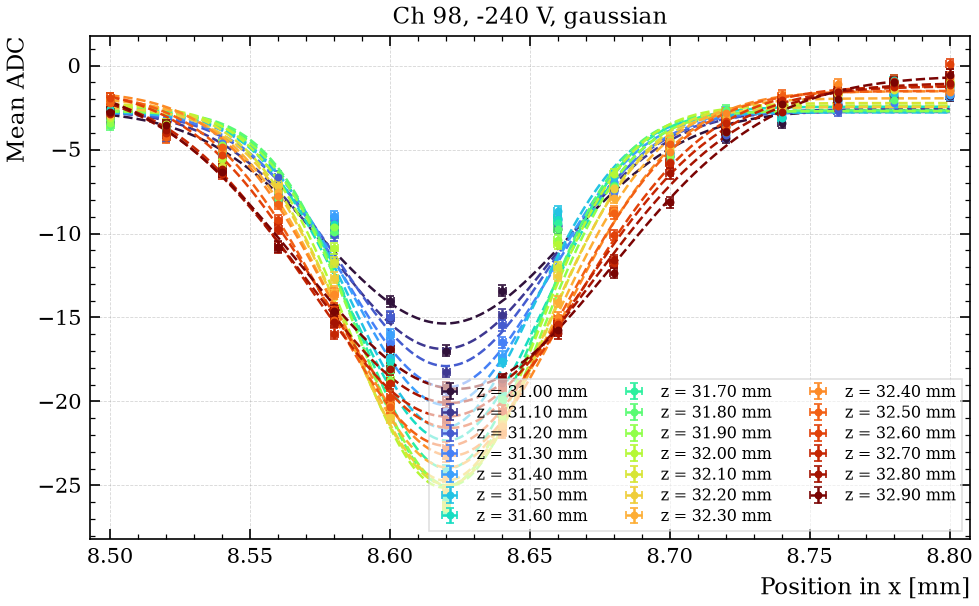 Ch 98, -240 V, gaussian
Mean ADC
0
−5
−10
−15
−20
−25
z = 31.00 mm
z = 31.10 mm
z = 31.20 mm
z = 31.30 mm
z = 31.40 mm
z = 31.50 mm
z = 31.60 mm
z = 31.70 mm
z = 31.80 mm
z = 31.90 mm
z = 32.00 mm
z = 32.10 mm
z = 32.20 mm
z = 32.30 mm
z = 32.40 mm
z = 32.50 mm
z = 32.60 mm
z = 32.70 mm
z = 32.80 mm
z = 32.90 mm
8.50
8.55
8.60
8.65
8.70
8.75
8.80
Position in x [mm]